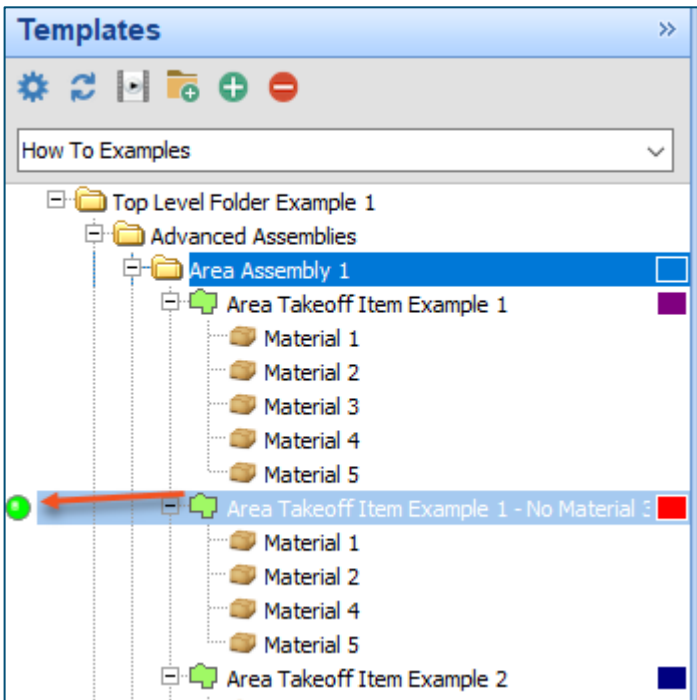 Templates
How To Examples
Top Level Folder Example 1
Advanced Assemblies
Area Assembly 1
Area Takeoff Item Example 1
Material 1
Material 2
Material 3
Material 4
Material 5
Area Takeoff Item Example 1 - No Material 3
Material 1
Material 2
Material 4
Material 5
Area Takeoff Item Example 2